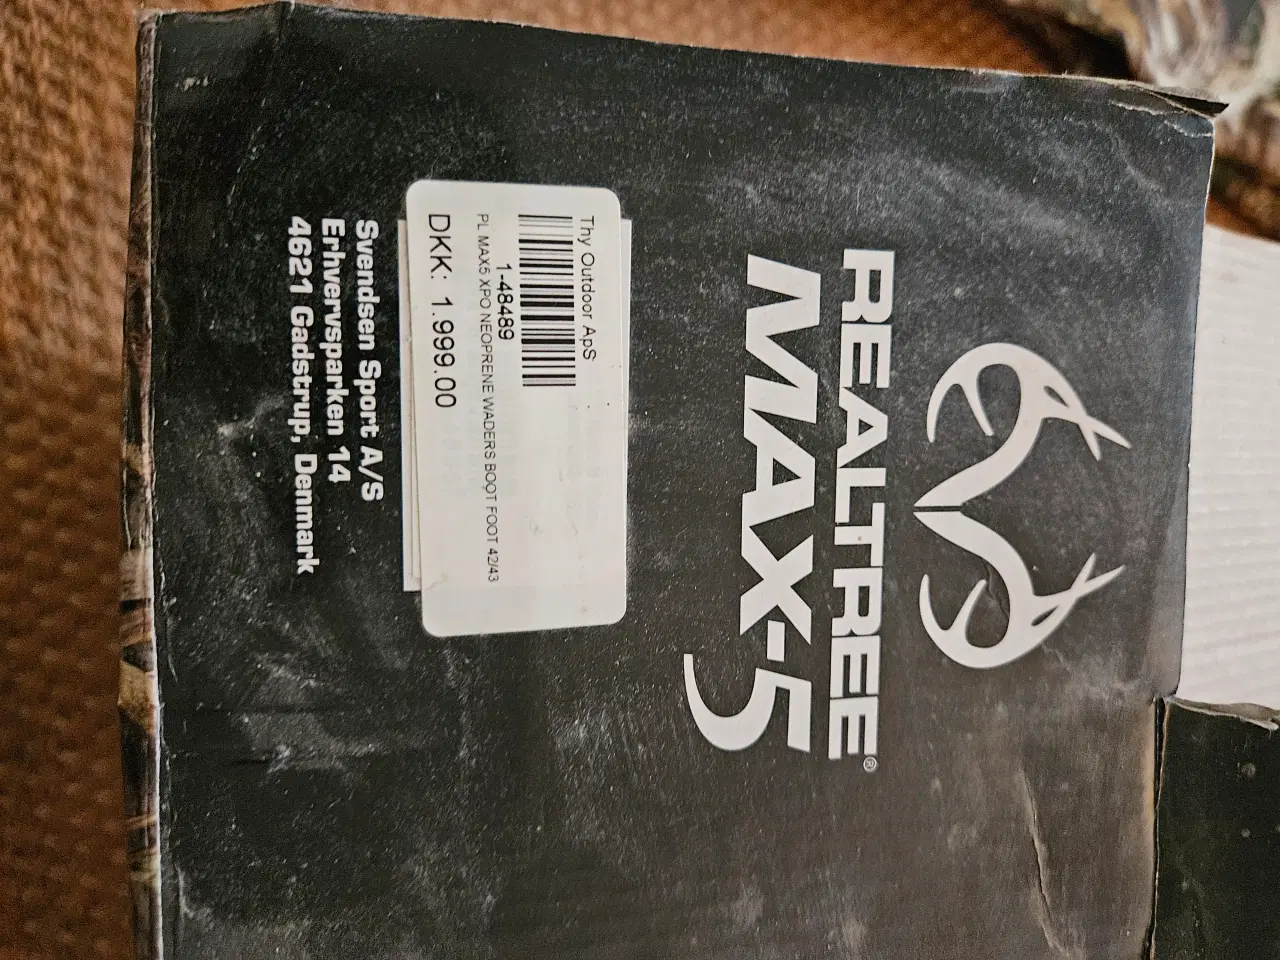 REALTREE®
MAX-5
Thy Outdoor ApS
1-48489
PL MAX5 XPO NEOPRENE WADERS BOOT FOOT 42/43
DKK: 1.999.00
Svendsen Sport A/S
Erhvervsparken 14
4621 Gadstrup, Denmark